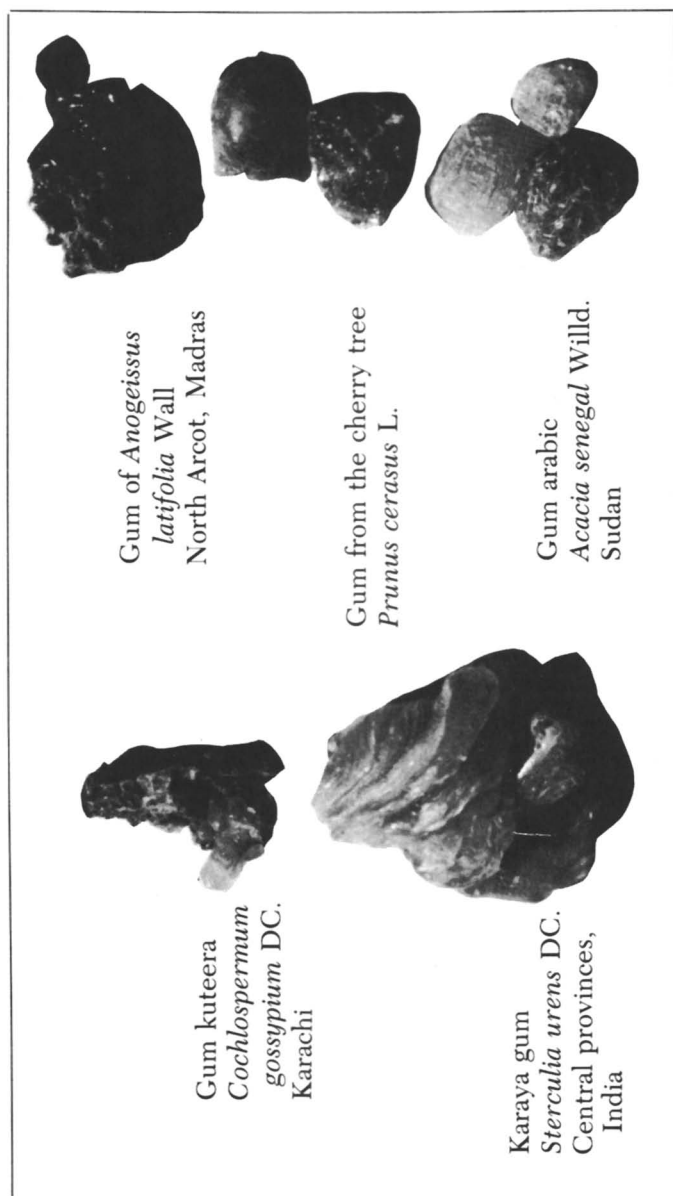 Gum of Anogeissus
latifolia Wall
North Arcot, Madras
Gum from the cherry tree
Prunus cerasus L.
Gum arabic
Acacia senegal Willd.
Sudan
Gum kuteera
Cochlospermum
gossypium DC.
Karachi
Karaya gum
Sterculia urens DC.
Central provinces,
India